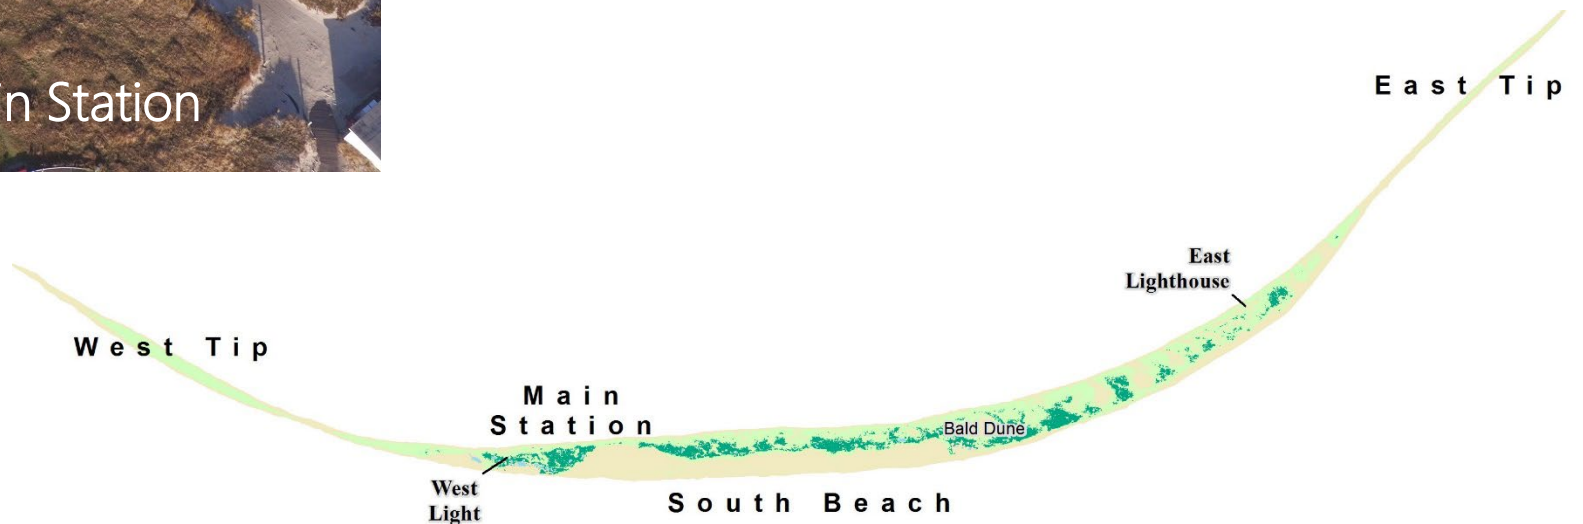 n Station
East Tip
East
Lighthouse
West Tip
Main
Station
Bald Dune
West
Light
South Beach